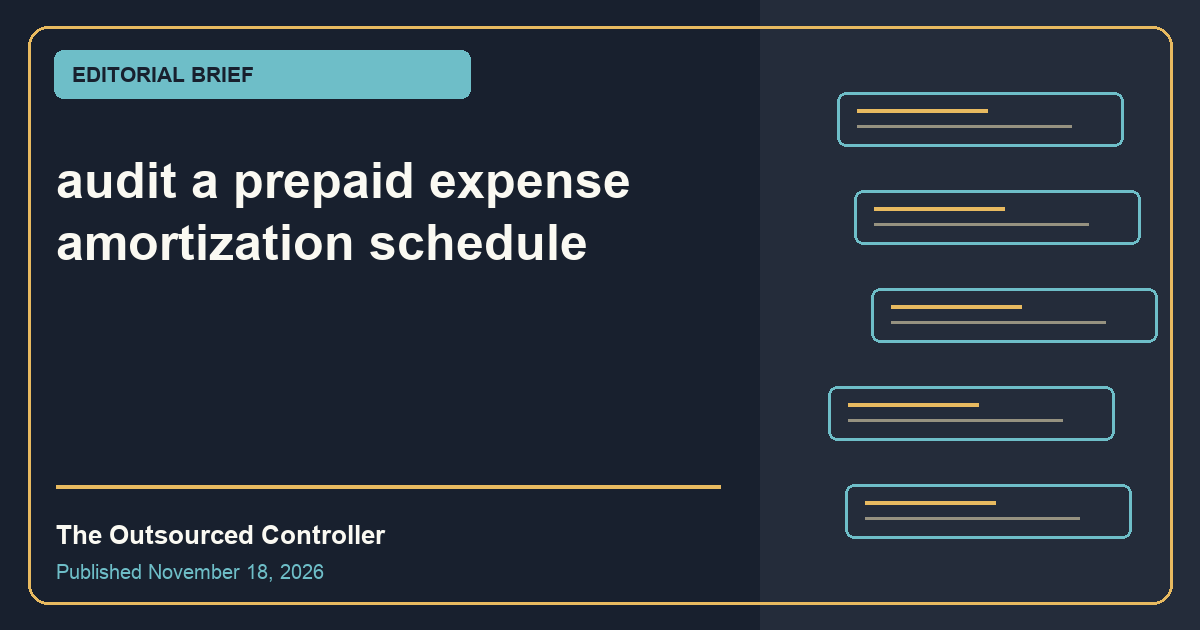 EDITORIAL BRIEF
audit a prepaid expense
amortization schedule
The Outsourced Controller
Published November 18, 2026